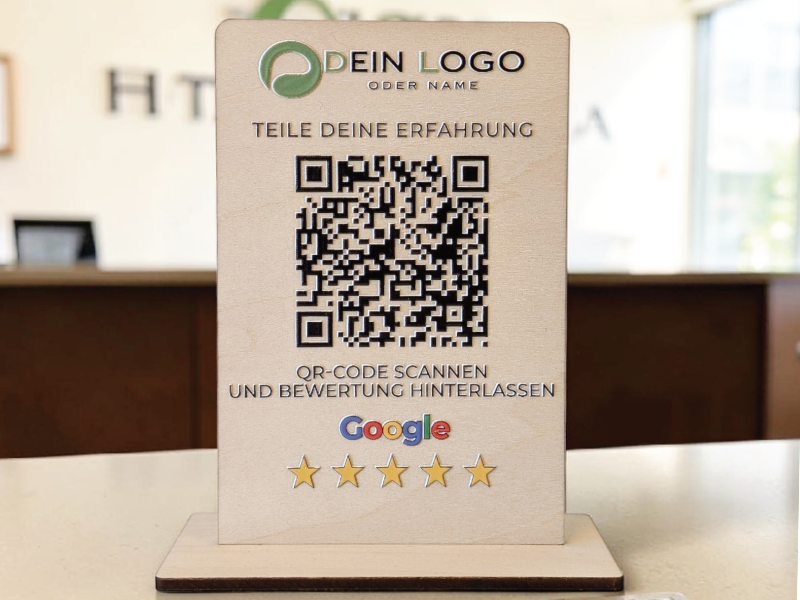 DEIN LOGO
ODER NAME
TEILE DEINE ERFAHRUNG
QR-CODE SCANNEN
UND BEWERTUNG HINTERLASSEN
Google